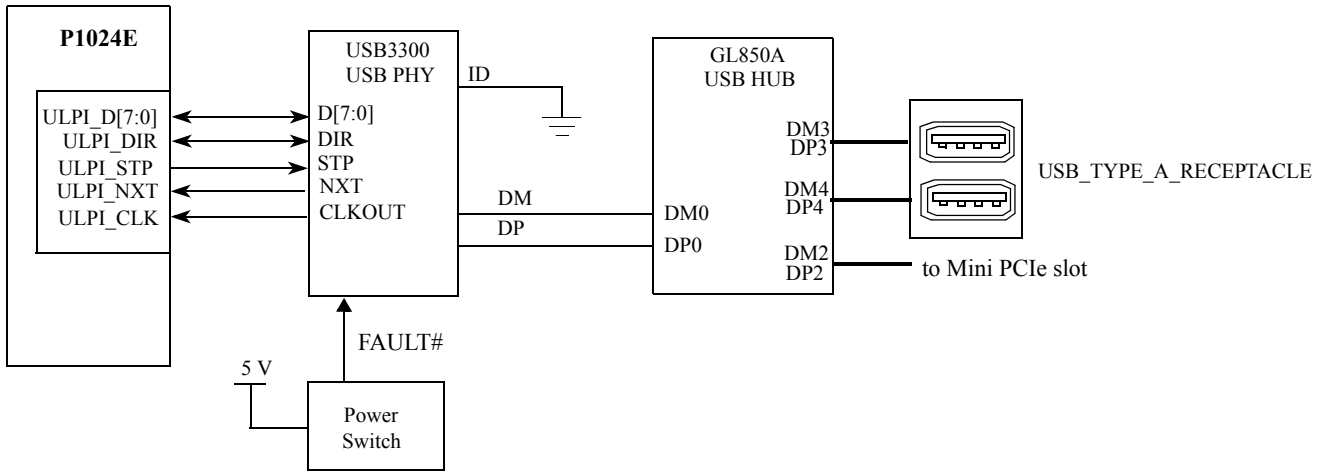 P1024E
ULPI_D[7:0]
ULPI_DIR
ULPI_STP
ULPI_NXT
ULPI_CLK
USB3300
USB PHY
D[7:0]
DIR
STP
NXT
CLKOUT
ID
DM
DP
FAULT#
5 V
Power
Switch
GL850A
USB HUB
DM0
DP0
DM3
DP3
DM4
DP4
DM2
DP2
USB_TYPE_A_RECEPTACLE
to Mini PCIe slot